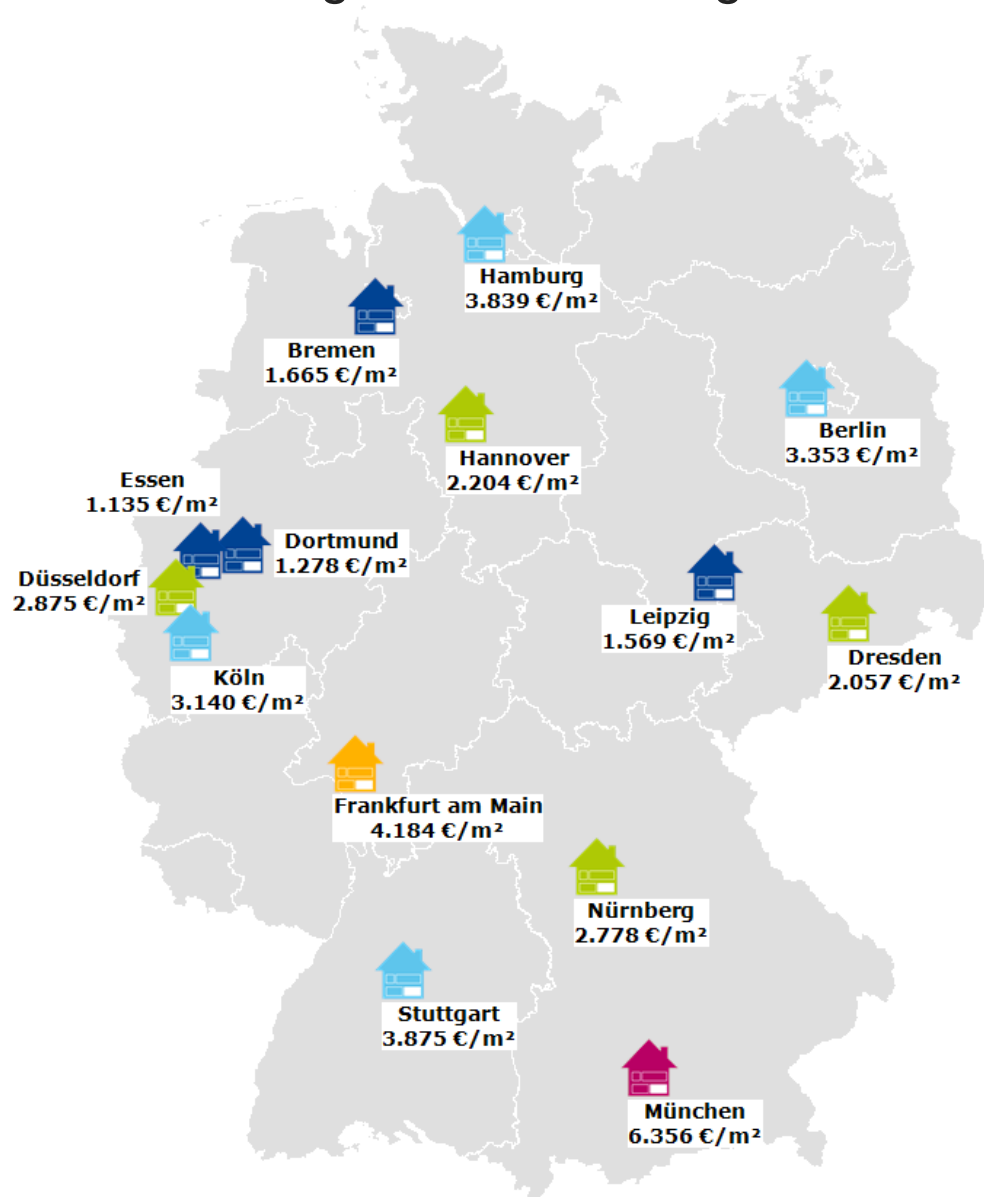 Hamburg
3.839 €/m²
Bremen
1.665 €/m²
Berlin
3.353 €/m²
Hannover
2.204 €/m²
Essen
1.135 €/m²
Dortmund
1.278 €/m²
Düsseldorf
2.875 €/m²
Leipzig
1.569 €/m²
Dresden
2.057 €/m²
Köln
3.140 €/m²
Frankfurt am Main
4.184 €/m²
Nürnberg
2.778 €/m²
Stuttgart
3.875 €/m²
München
6.356 €/m²